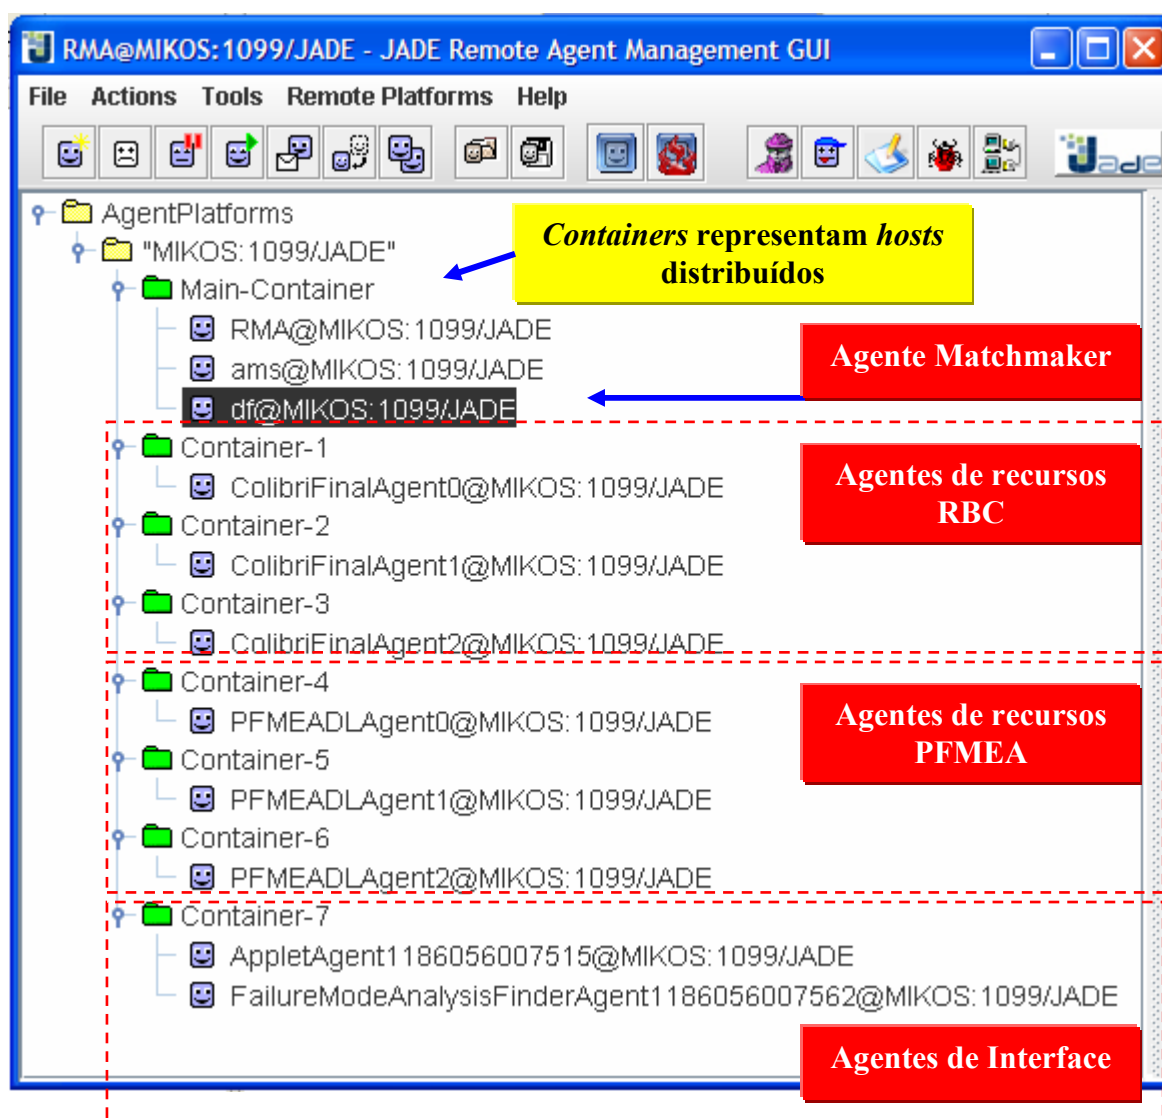 RMA@MIKOS:1099/JADE - JADE Remote Agent Management GUI
File Actions Tools Remote Platforms Help
Jade
AgentPlatforms
"MIKOS:1099/JADE"
Containers representam hosts
distribuídos
Main-Container
RMA@MIKOS:1099/JADE
Agente Matchmaker
ams@MIKOS:1099/JADE
df@MIKOS:1099/JADE
Container-1
Agentes de recursos
RBC
ColibriFinalAgent0@MIKOS:1099/JADE
Container-2
ColibriFinalAgent1@MIKOS:1099/JADE
Container-3
ColibriFinalAgent2@MIKOS:1099/JADE
Container-4
Agentes de recursos
PFMEA
PFMEADLAgent0@MIKOS:1099/JADE
Container-5
PFMEADLAgent1@MIKOS:1099/JADE
Container-6
PFMEADLAgent2@MIKOS:1099/JADE
Container-7
AppletAgent1186056007515@MIKOS:1099/JADE
FailureModeAnalysisFinderAgent1186056007562@MIKOS:1099/JADE
Agentes de Interface